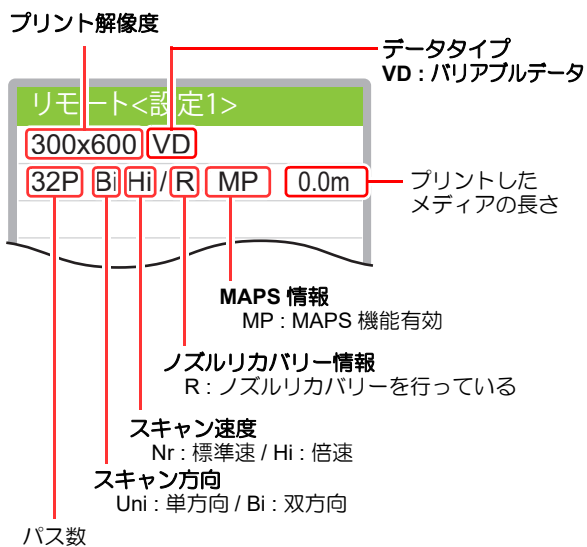 プリント解像度
データタイプ
VD : バリアブルデータ
リモート<設定1>
300x600 VD
32P Bi Hi / R MP 0.0m
プリントした
メディアの長さ
MAPS 情報
MP : MAPS 機能有効
ノズルリカバリー情報
R : ノズルリカバリーを行っている
スキャン速度
Nr : 標準速 / Hi : 倍速
スキャン方向
Uni : 単方向 / Bi : 双方向
パス数